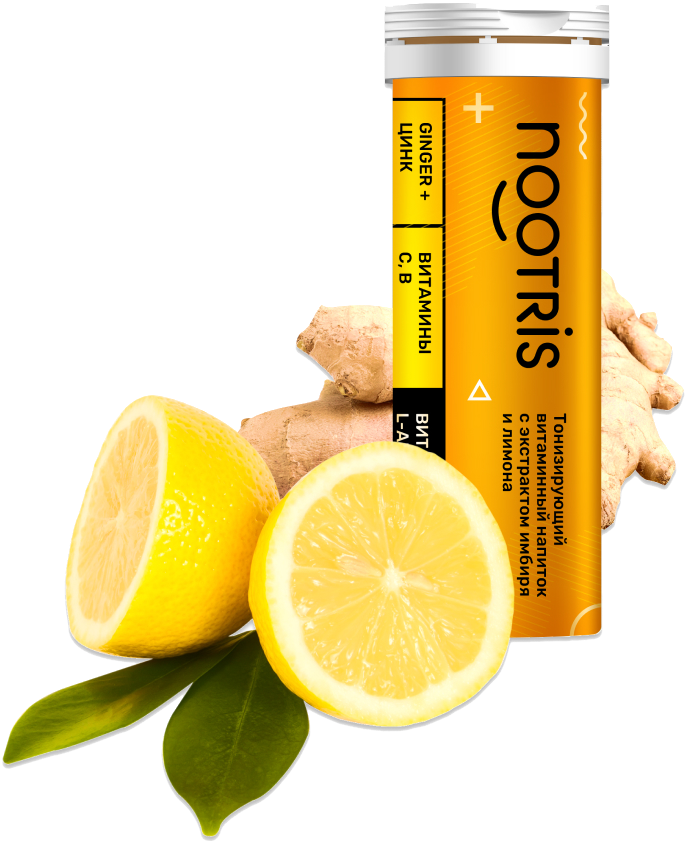 nooTRis
Тонизирующий
витаминный напиток
с экстрактом имбиря
и лимона
GINGER +
ЦИНК
ВИТАМИНЫ
C, B